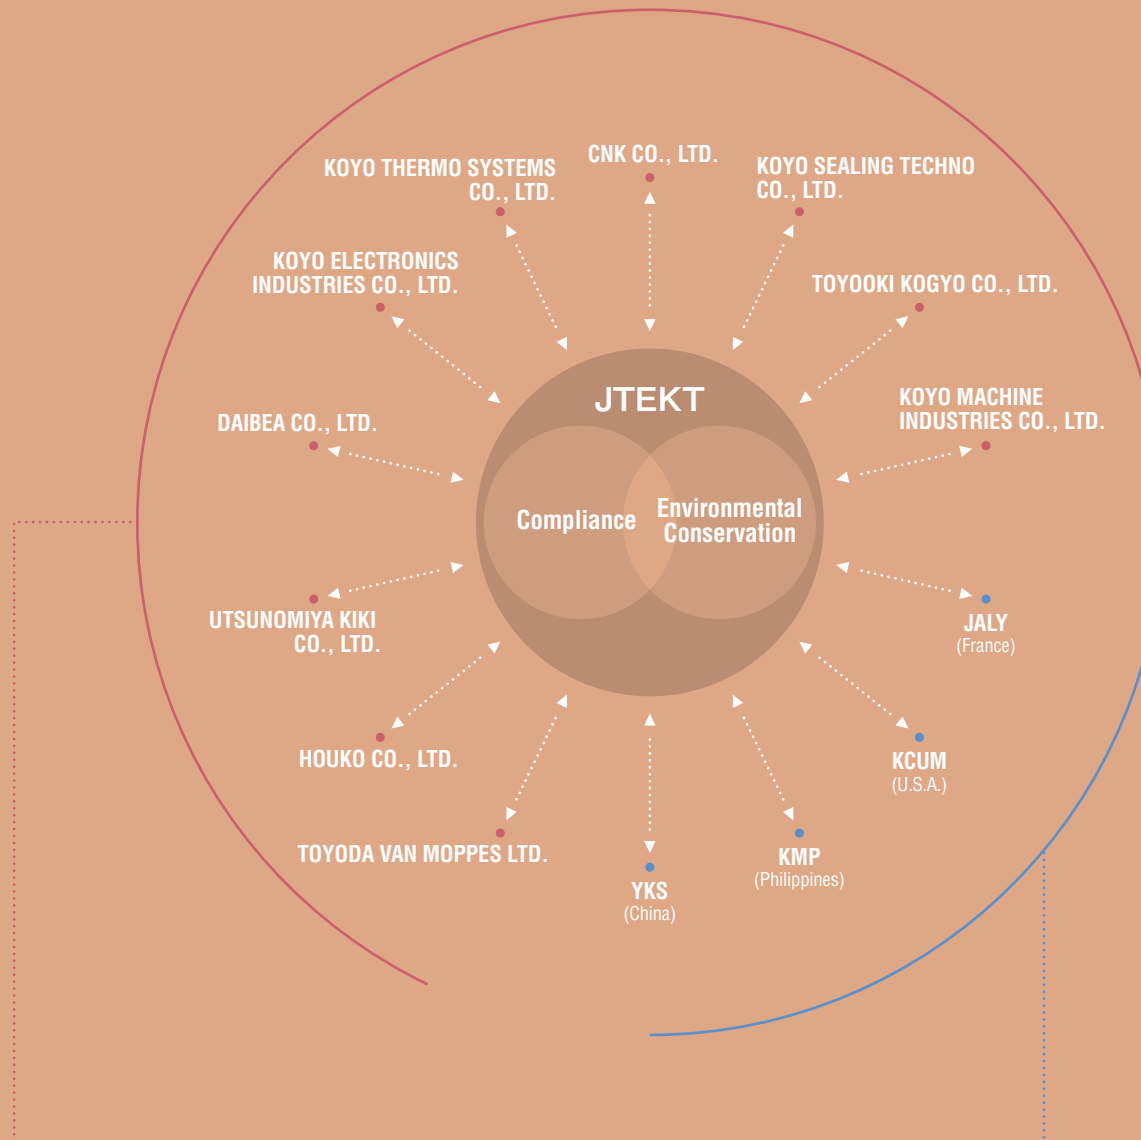 CNK CO., LTD.
KOYO THERMO SYSTEMS
CO., LTD.
KOYO SEALING TECHNO
CO., LTD.
KOYO ELECTRONICS
INDUSTRIES CO., LTD.
TOYOOKI KOGYO CO., LTD.
JTEKT
KOYO MACHINE
INDUSTRIES CO., LTD.
DAIBEA CO., LTD.
Compliance
Environmental
Conservation
UTSUNOMIYA KIKI
CO., LTD.
JALY
(France)
HOUKO CO., LTD.
KCUM
(U.S.A.)
TOYODA VAN MOPPES LTD.
KMP
(Philippines)
YKS
(China)